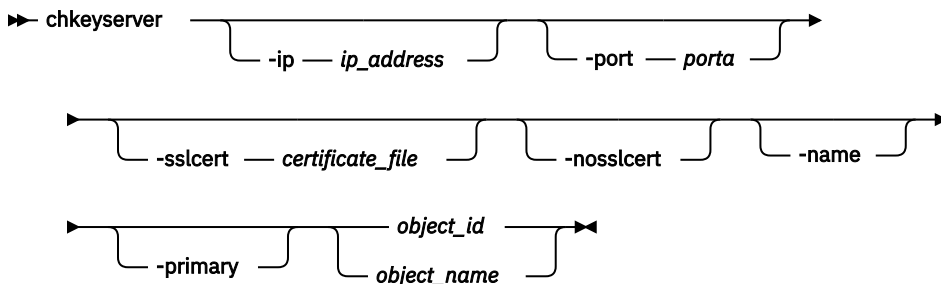 chkeyserver
-ip ip_address -port porta
-sslcert certificate_file -nosslcert -name
object_id
-primary object_name